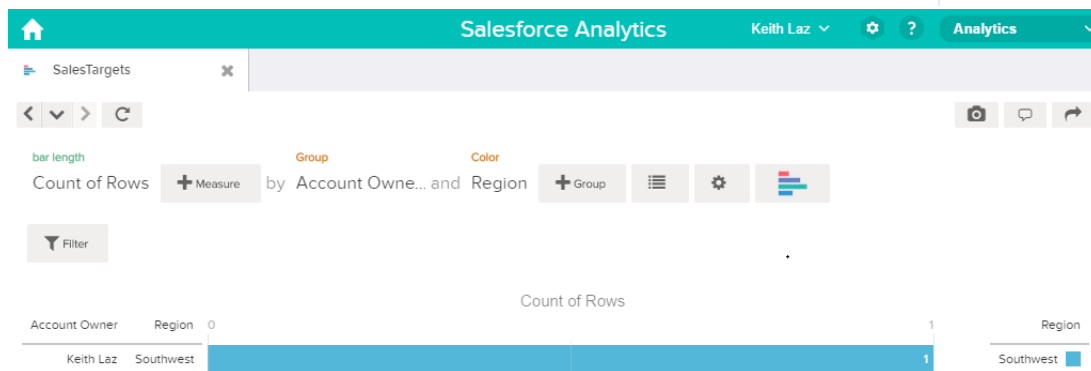 Salesforce Analytics Keith Laz ? Analytics
SalesTargets
bar length Group Color
Count of Rows Measure by Account Owne... and Region Group
Filter
Count of Rows
Account Owner Region 0 1 Region
Keith Laz Southwest 1 Southwest